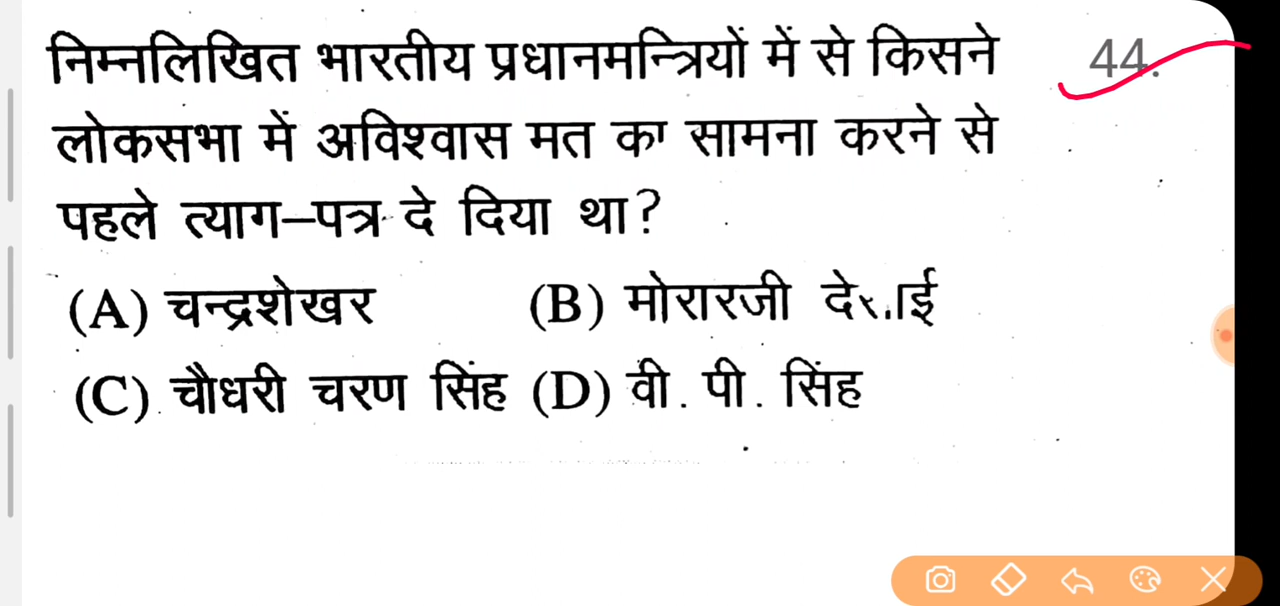 निम्नलिखित भारतीय प्रधानमन्त्रियों में से किसने 44.
लोकसभा में अविश्वास मत का सामना करने से
पहले त्याग–पत्र दे दिया था?
(A) चन्द्रशेखर (B) मोरारजी देसाई
(C) चौधरी चरण सिंह (D) वी. पी. सिंह